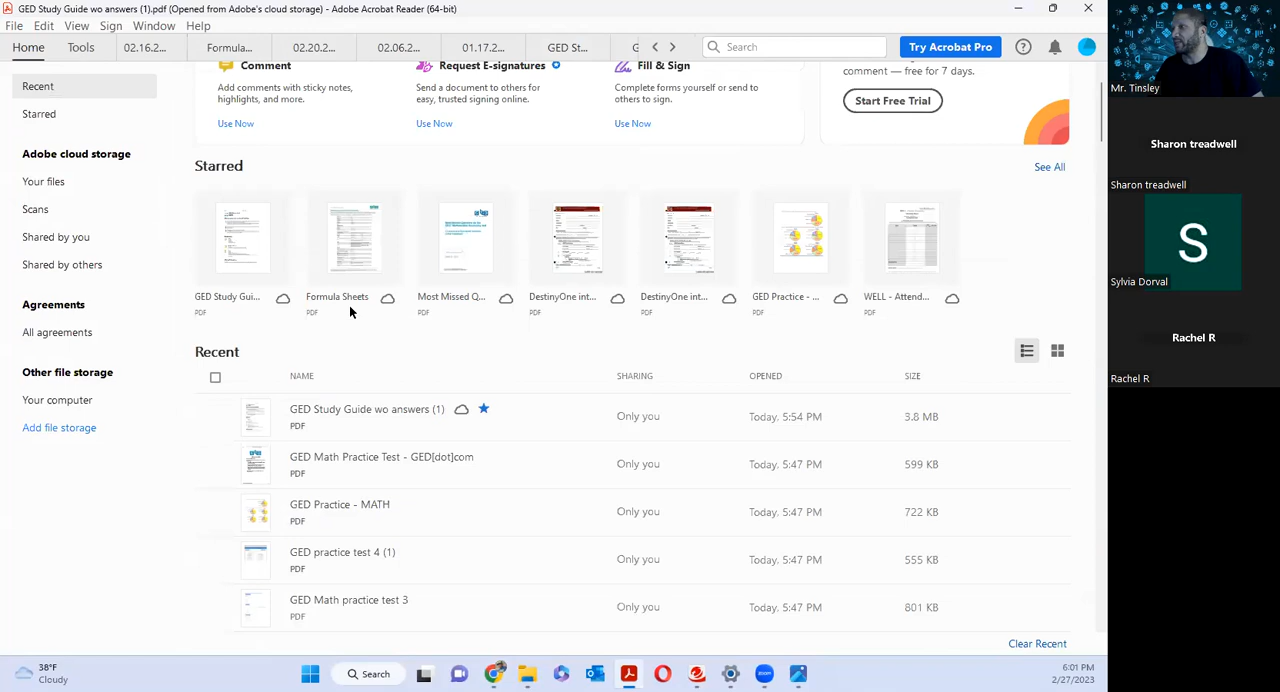 GED Study Guide wo answers (1).pdf (Opened from Adobe's cloud storage) - Adobe Acrobat Reader (64-bit)
File Edit View Sign Window Help
Home Tools 02.16.2... Formula... 02.20.2... 02.06.2... 01.17.2... GED St... G Search Try Acrobat Pro
Recent
Starred
Adobe cloud storage
Your files
Scans
Shared by you
Shared by others
Agreements
All agreements
Other file storage
Your computer
Add file storage
Comment
Add comments with sticky notes,
highlights, and more.
Use Now
Request E-signatures
Send a document to others for
easy, trusted signing online.
Use Now
Fill & Sign
Complete forms yourself or send to
others to sign.
Use Now
comment — free for 7 days.
Start Free Trial
Starred
See All
GED Study Gui...
PDF
Formula Sheets
PDF
Most Missed Q...
PDF
DestinyOne int...
PDF
DestinyOne int...
PDF
GED Practice - ...
PDF
WELL - Attend...
PDF
Recent
NAME SHARING OPENED SIZE
GED Study Guide wo answers (1)
PDF
Only you Today, 5:54 PM 3.8 MB
GED Math Practice Test - GED[dot]com
PDF
Only you Today, 5:47 PM 599 KB
GED Practice - MATH
PDF
Only you Today, 5:47 PM 722 KB
GED practice test 4 (1)
PDF
Only you Today, 5:47 PM 555 KB
GED Math practice test 3
PDF
Only you Today, 5:47 PM 801 KB
Clear Recent
38°F
Cloudy
Search
6:01 PM
2/27/2023
Mr. Tinsley
Sharon treadwell
Sharon treadwell
S
Sylvia Dorval
Rachel R
Rachel R